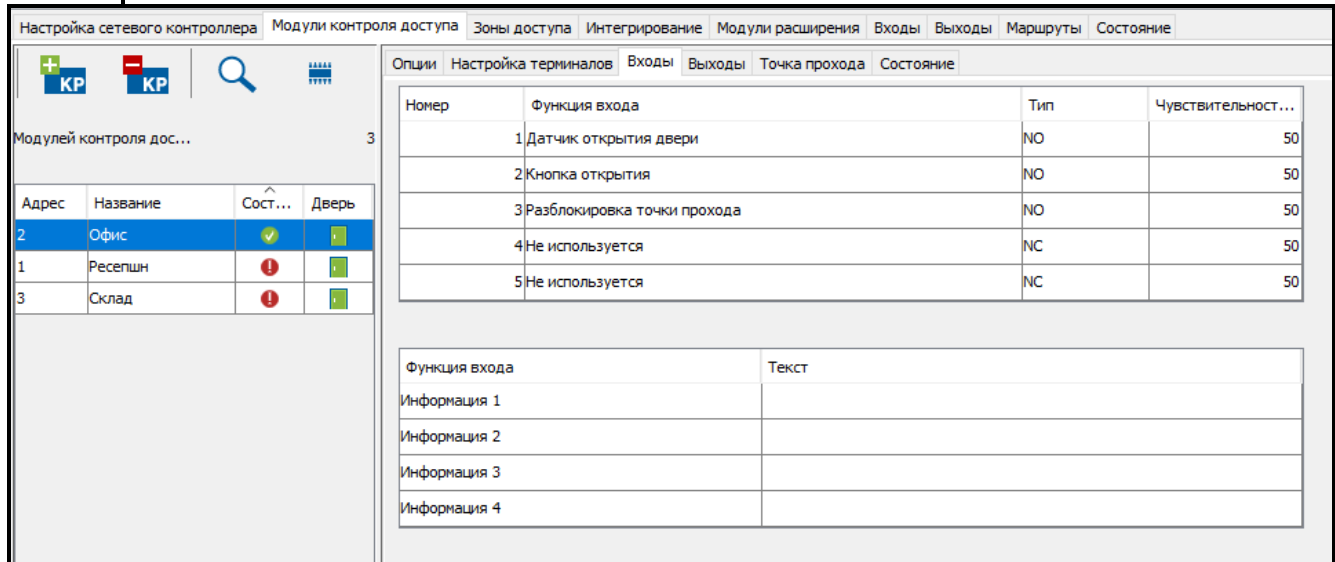 Настройка сетевого контроллера Модули контроля доступа Зоны доступа Интегрирование Модули расширения Входы Выходы Маршруты Состояние
КР КР
Модулей контроля дос... 3
Адрес Название Сост... Дверь
2 Офис
1 Ресепшн
3 Склад
Опции Настройка терминалов Входы Выходы Точка прохода Состояние
Номер Функция входа Тип Чувствительност...
1 Датчик открытия двери NO 50
2 Кнопка открытия NO 50
3 Разблокировка точки прохода NO 50
4 Не используется NC 50
5 Не используется NC 50
Функция входа Текст
Информация 1
Информация 2
Информация 3
Информация 4